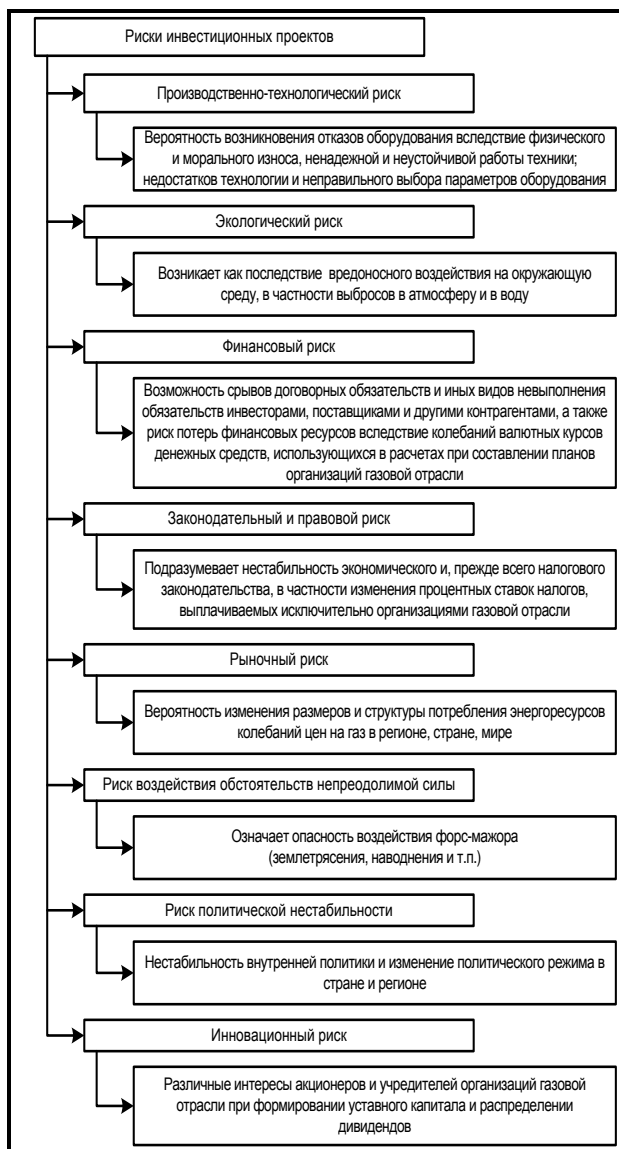 Риски инвестиционных проектов
Производственно-технологический риск
Вероятность возникновения отказов оборудования вследствие физического
и морального износа, ненадежной и неустойчивой работы техники;
недостатков технологии и неправильного выбора параметров оборудования
Экологический риск
Возникает как последствие вредоносного воздействия на окружающую
среду, в частности выбросов в атмосферу и в воду
Финансовый риск
Возможность срывов договорных обязательств и иных видов невыполнения
обязательств инвесторами, поставщиками и другими контрагентами, а также
риск потерь финансовых ресурсов вследствие колебаний валютных курсов
денежных средств, использующихся в расчетах при составлении планов
организаций газовой отрасли
Законодательный и правовой риск
Подразумевает нестабильность экономического и, прежде всего налогового
законодательства, в частности изменения процентных ставок налогов,
выплачиваемых исключительно организациями газовой отрасли
Рыночный риск
Вероятность изменения размеров и структуры потребления энергоресурсов
колебаний цен на газ в регионе, стране, мире
Риск воздействия обстоятельств непреодолимой силы
Означает опасность воздействия форс-мажора
(землетрясения, наводнения и т.п.)
Риск политической нестабильности
Нестабильность внутренней политики и изменение политического режима в
стране и регионе
Инновационный риск
Различные интересы акционеров и учредителей организаций газовой
отрасли при формировании уставного капитала и распределении
дивидендов